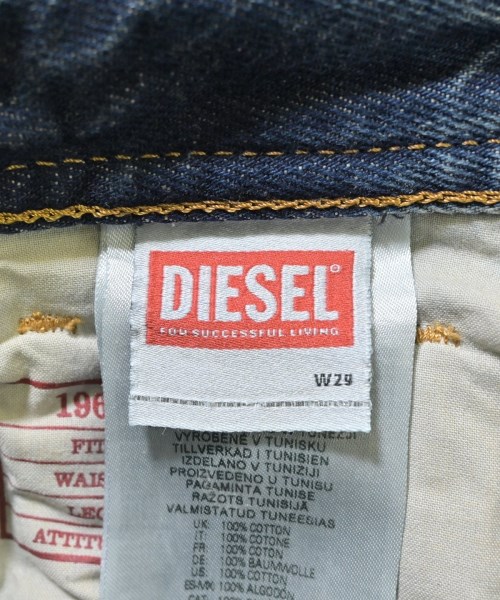 DIESEL®
FOR SUCCESSFUL LIVING
W29
VYROBENÉ V TUNISKU
TILLVERKAD I TUNISIEN
IZDELANO V TUNIZIJI
PROIZVEDENO U TUNISU
PAGAMINTA TUNISE
RAŽOTS TUNISIJĀ
VALMISTATUD TUNEESIAS
UK: 100% COTTON
IT: 100% COTONE
FR: 100% COTON
DE: 100% BAUMWOLLE
US: 100% COTTON
ES-MX: 100% ALGODÓN
196
FIT
WAIS
LEG
ATTITU